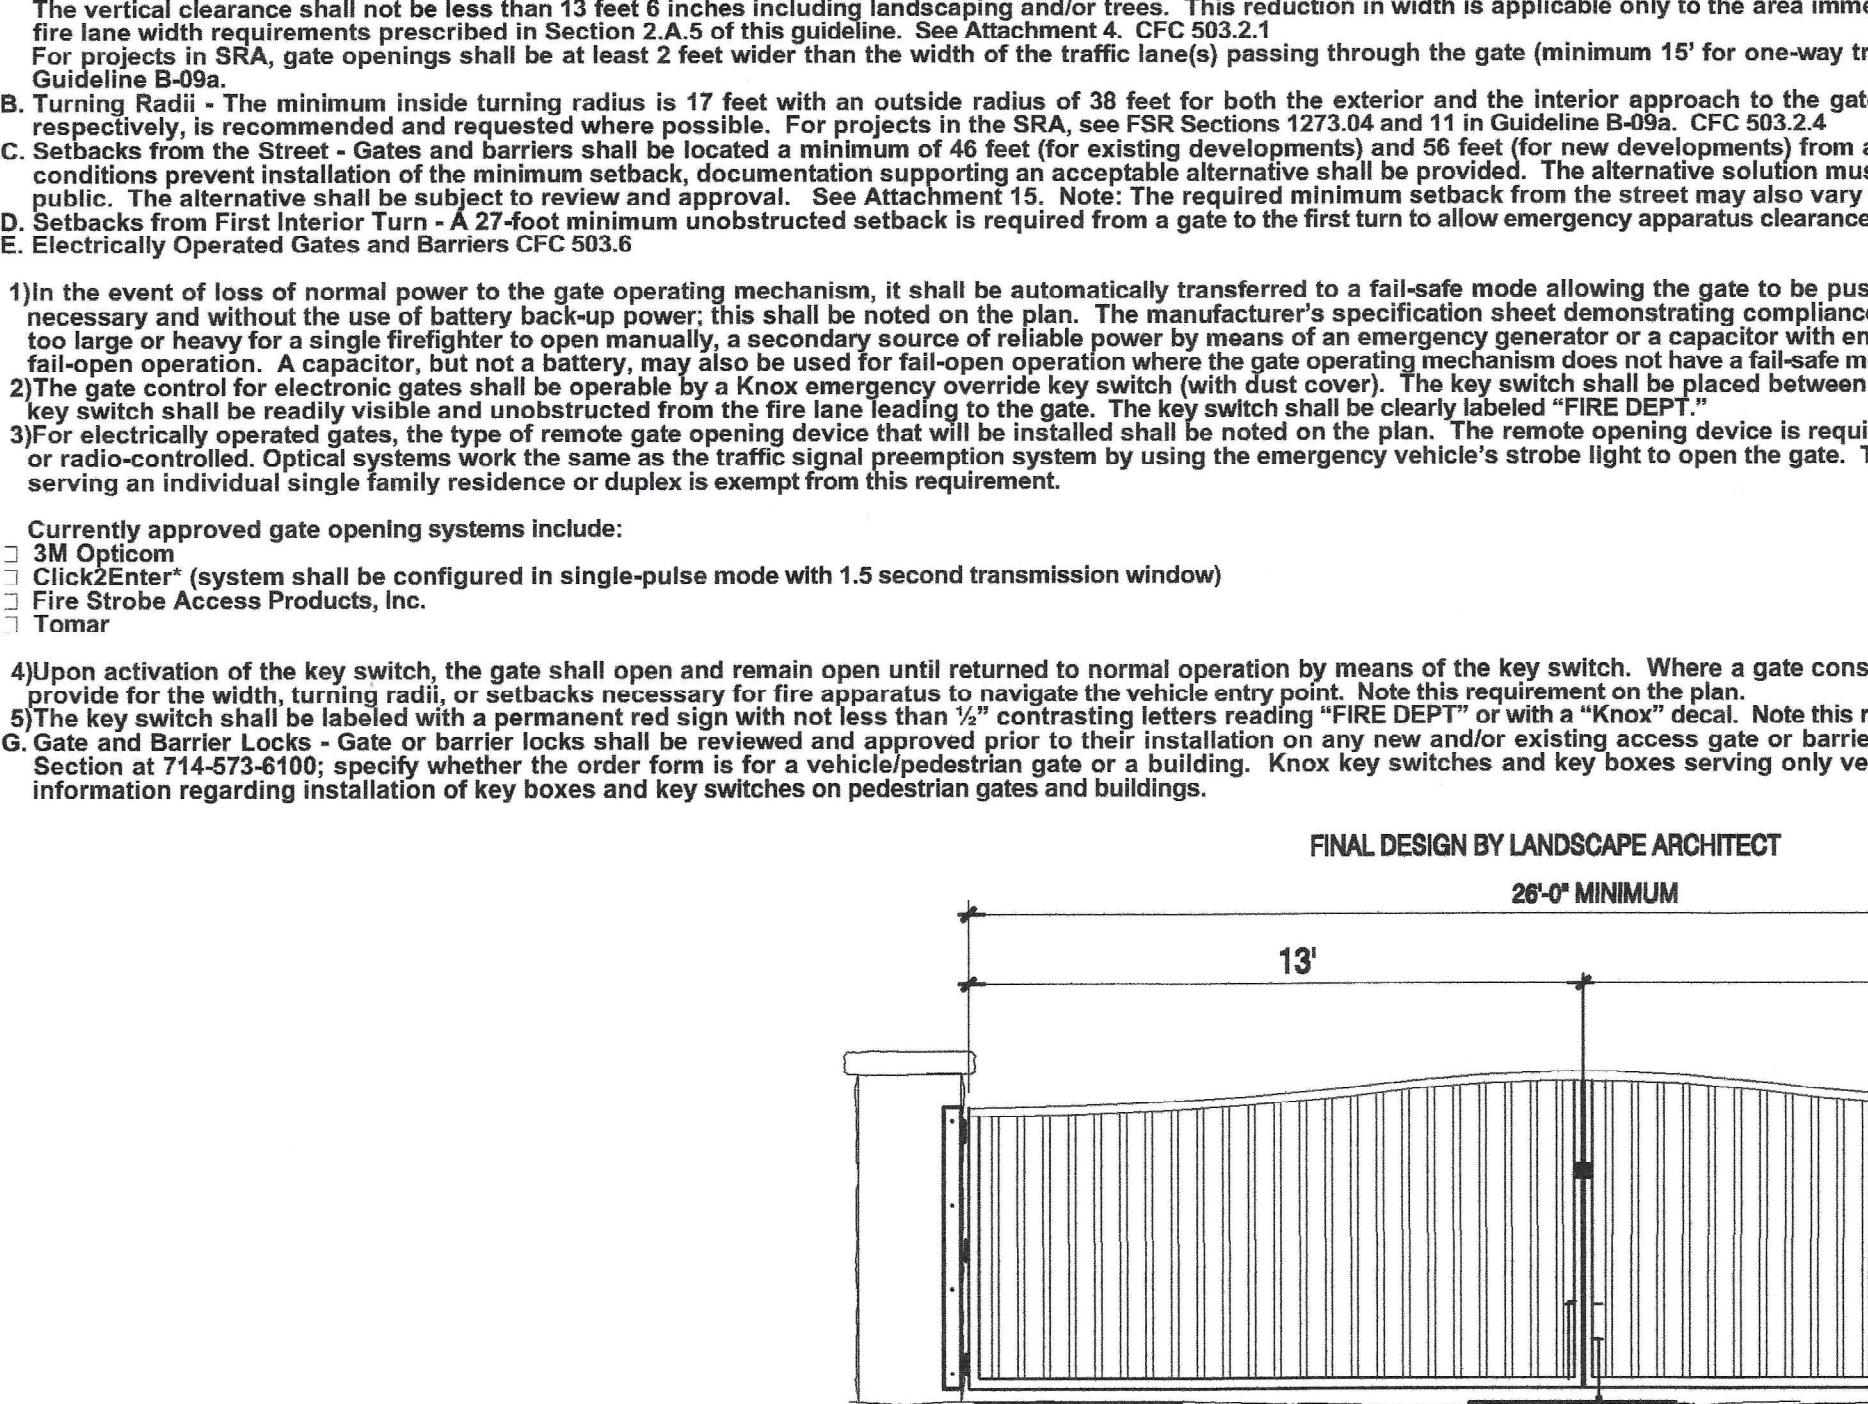 The vertical clearance shall not be less than 13 feet 6 inches including landscaping and/or trees. This reduction in width is applicable only to the area
fire lane width requirements prescribed in Section 2.A.5 of this guideline. See Attachment 4. CFC 503.2.1
For projects in SRA, gate openings shall be at least 2 feet wider than the width of the traffic lane(s) passing through the gate (minimum 15' for one-way
Guideline B-09a.
B. Turning Radii - The minimum inside turning radius is 17 feet with an outside radius of 38 feet for both the exterior and the interior approach to the
respectively, is recommended and requested where possible. For projects in the SRA, see FSR Sections 1273.04 and 11 in Guideline B-09a. CFC 503.2.4
C. Setbacks from the Street - Gates and barriers shall be located a minimum of 46 feet (for existing developments) and 56 feet (for new developments) from
conditions prevent installation of the minimum setback, documentation supporting an acceptable alternative shall be provided. The alternative solution
public. The alternative shall be subject to review and approval. See Attachment 15. Note: The required minimum setback from the street may also vary
D. Setbacks from First Interior Turn - A 27-foot minimum unobstructed setback is required from a gate to the first turn to allow emergency apparatus clearance
E. Electrically Operated Gates and Barriers CFC 503.6
1)In the event of loss of normal power to the gate operating mechanism, it shall be automatically transferred to a fail-safe mode allowing the gate to be
necessary and without the use of battery back-up power; this shall be noted on the plan. The manufacturer's specification sheet demonstrating
too large or heavy for a single firefighter to open manually, a secondary source of reliable power by means of an emergency generator or a capacitor with
fail-open operation. A capacitor, but not a battery, may also be used for fail-open operation where the gate operating mechanism does not have a fail-safe
2)The gate control for electronic gates shall be operable by a Knox emergency override key switch (with dust cover). The key switch shall be placed between
key switch shall be readily visible and unobstructed from the fire lane leading to the gate. The key switch shall be clearly labeled “FIRE DEPT.”
3)For electrically operated gates, the type of remote gate opening device that will be installed shall be noted on the plan. The remote opening device is
or radio-controlled. Optical systems work the same as the traffic signal preemption system by using the emergency vehicle's strobe light to open the gate.
serving an individual single family residence or duplex is exempt from this requirement.
Currently approved gate opening systems include:
3M Opticom
Click2Enter* (system shall be configured in single-pulse mode with 1.5 second transmission window)
Fire Strobe Access Products, Inc.
Tomar
4)Upon activation of the key switch, the gate shall open and remain open until returned to normal operation by means of the key switch. Where a gate
provide for the width, turning radii, or setbacks necessary for fire apparatus to navigate the vehicle entry point. Note this requirement on the plan.
5)The key switch shall be labeled with a permanent red sign with not less than ½” contrasting letters reading “FIRE DEPT” or with a “Knox” decal. Note this
G. Gate and Barrier Locks - Gate or barrier locks shall be reviewed and approved prior to their installation on any new and/or existing access gate or
Section at 714-573-6100; specify whether the order form is for a vehicle/pedestrian gate or a building. Knox key switches and key boxes serving only
information regarding installation of key boxes and key switches on pedestrian gates and buildings.
FINAL DESIGN BY LANDSCAPE ARCHITECT
26'-0" MINIMUM
13'